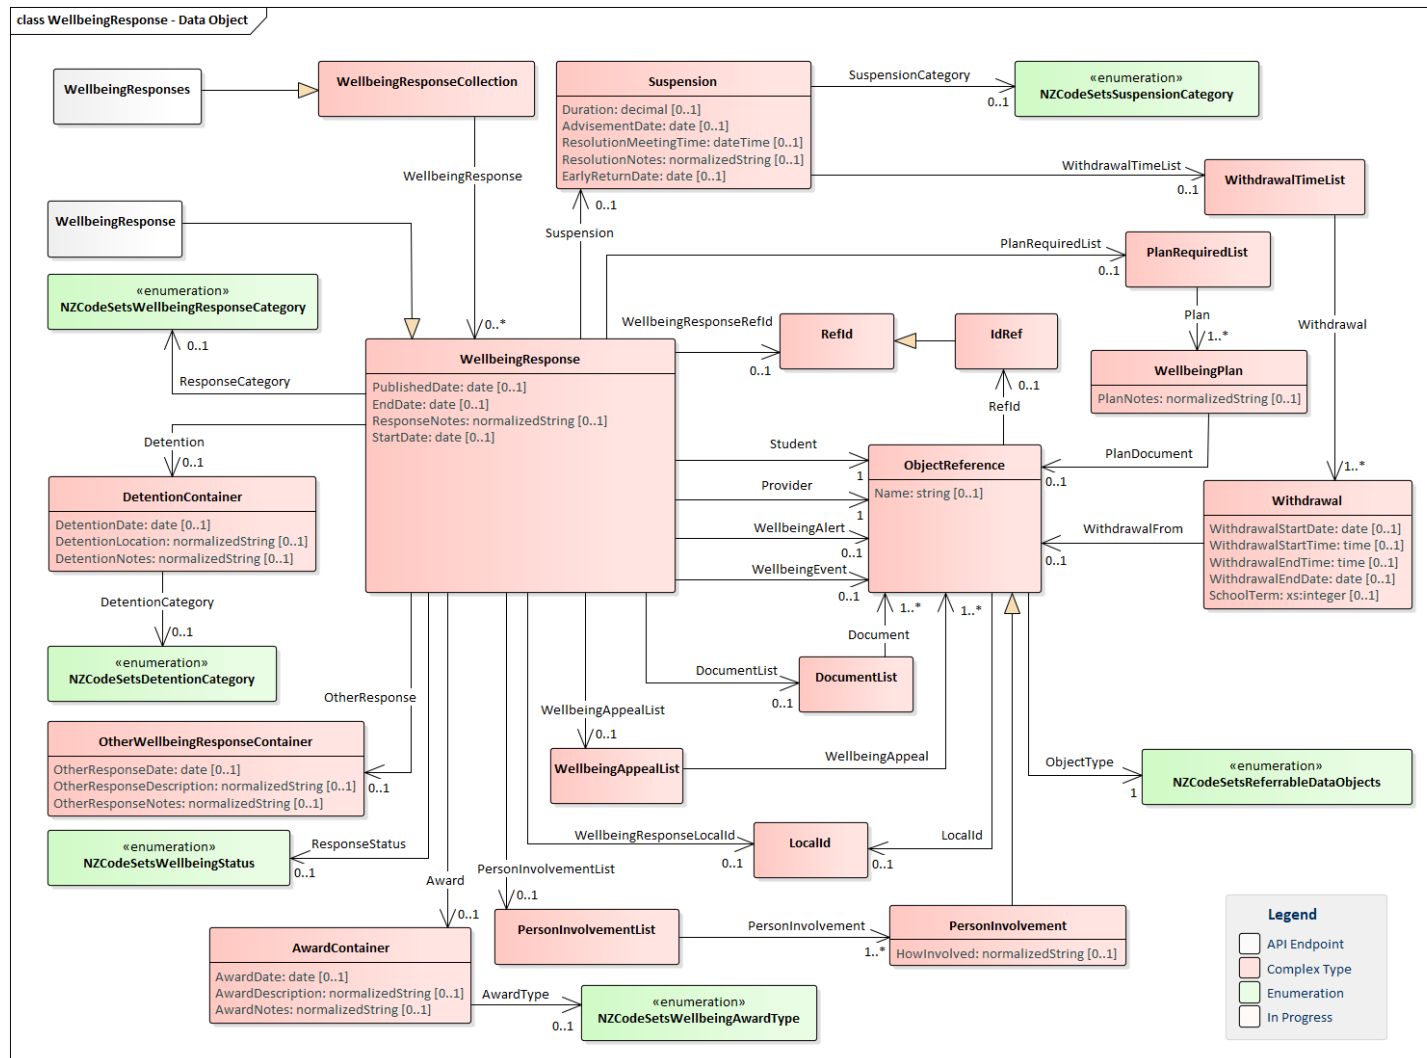 class WellbeingResponse - Data Object
WellbeingResponses
WellbeingResponseCollection
Suspension
Duration: decimal [0..1]
AdvisementDate: date [0..1]
ResolutionMeetingTime: dateTime [0..1]
ResolutionNotes: normalizedString [0..1]
EarlyReturnDate: date [0..1]
SuspensionCategory
0..1
«enumeration»
NZCodeSetsSuspensionCategory
WithdrawalTimeList
0..1
WithdrawalTimeList
WellbeingResponse
WellbeingResponse
0..1
Suspension
PlanRequiredList
0..1
PlanRequiredList
«enumeration»
NZCodeSetsWellbeingResponseCategory
0..1
ResponseCategory
0..*
WellbeingResponse
PublishedDate: date [0..1]
EndDate: date [0..1]
ResponseNotes: normalizedString [0..1]
StartDate: date [0..1]
WellbeingResponseRefId
0..1
RefId
IdRef
0..1
RefId
Plan
1..*
WellbeingPlan
PlanNotes: normalizedString [0..1]
Withdrawal
1..*
PlanDocument
0..1
Detention
0..1
DetentionContainer
DetentionDate: date [0..1]
DetentionLocation: normalizedString [0..1]
DetentionNotes: normalizedString [0..1]
Student
1
Provider
1
WellbeingAlert
0..1
WellbeingEvent
0..1
ObjectReference
Name: string [0..1]
WithdrawalFrom
0..1
Withdrawal
WithdrawalStartDate: date [0..1]
WithdrawalStartTime: time [0..1]
WithdrawalEndTime: time [0..1]
WithdrawalEndDate: date [0..1]
SchoolTerm: xs:integer [0..1]
DetentionCategory
0..1
«enumeration»
NZCodeSetsDetentionCategory
1..*
1..*
Document
DocumentList
0..1
DocumentList
OtherResponse
0..1
OtherWellbeingResponseContainer
OtherResponseDate: date [0..1]
OtherResponseDescription: normalizedString [0..1]
OtherResponseNotes: normalizedString [0..1]
WellbeingAppealList
0..1
WellbeingAppealList
WellbeingAppeal
ObjectType
1
«enumeration»
NZCodeSetsReferrableDataObjects
«enumeration»
NZCodeSetsWellbeingStatus
ResponseStatus
0..1
WellbeingResponseLocalId
0..1
LocalId
LocalId
0..1
Award
0..1
PersonInvolvementList
0..1
PersonInvolvementList
PersonInvolvement
1..*
PersonInvolvement
HowInvolved: normalizedString [0..1]
AwardContainer
AwardDate: date [0..1]
AwardDescription: normalizedString [0..1]
AwardNotes: normalizedString [0..1]
AwardType
0..1
«enumeration»
NZCodeSetsWellbeingAwardType
Legend
API Endpoint
Complex Type
Enumeration
In Progress